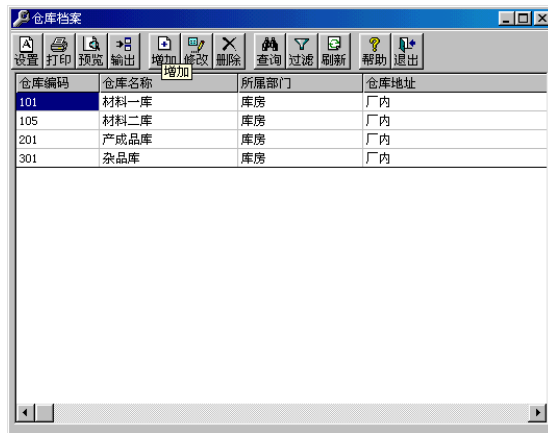 仓库档案
设置 打印 预览 输出 增加 修改 删除 查询 过滤 刷新 帮助 退出
增加
仓库编码 仓库名称 所属部门 仓库地址
101 材料一库 库房 厂内
105 材料二库 库房 厂内
201 产成品库 库房 厂内
301 杂品库 库房 厂内